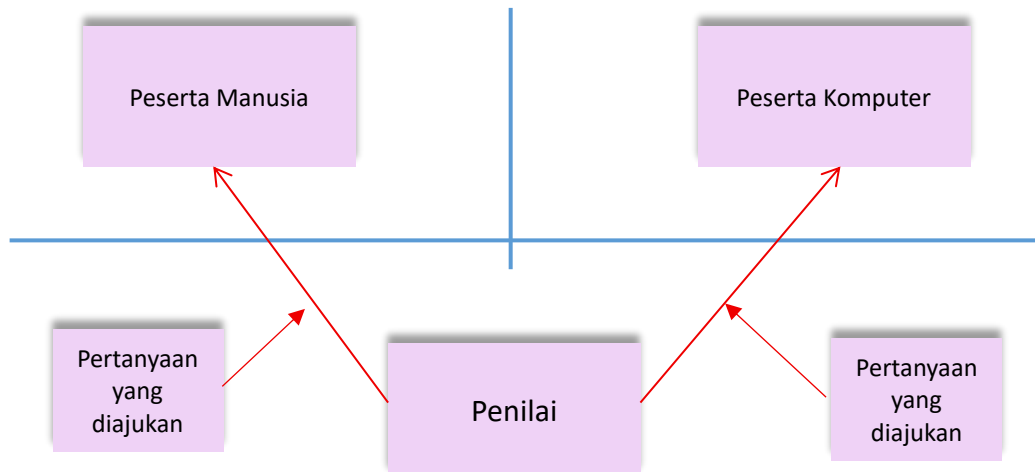 Peserta Manusia
Peserta Komputer
Pertanyaan
yang
diajukan
Penilai
Pertanyaan
yang
diajukan